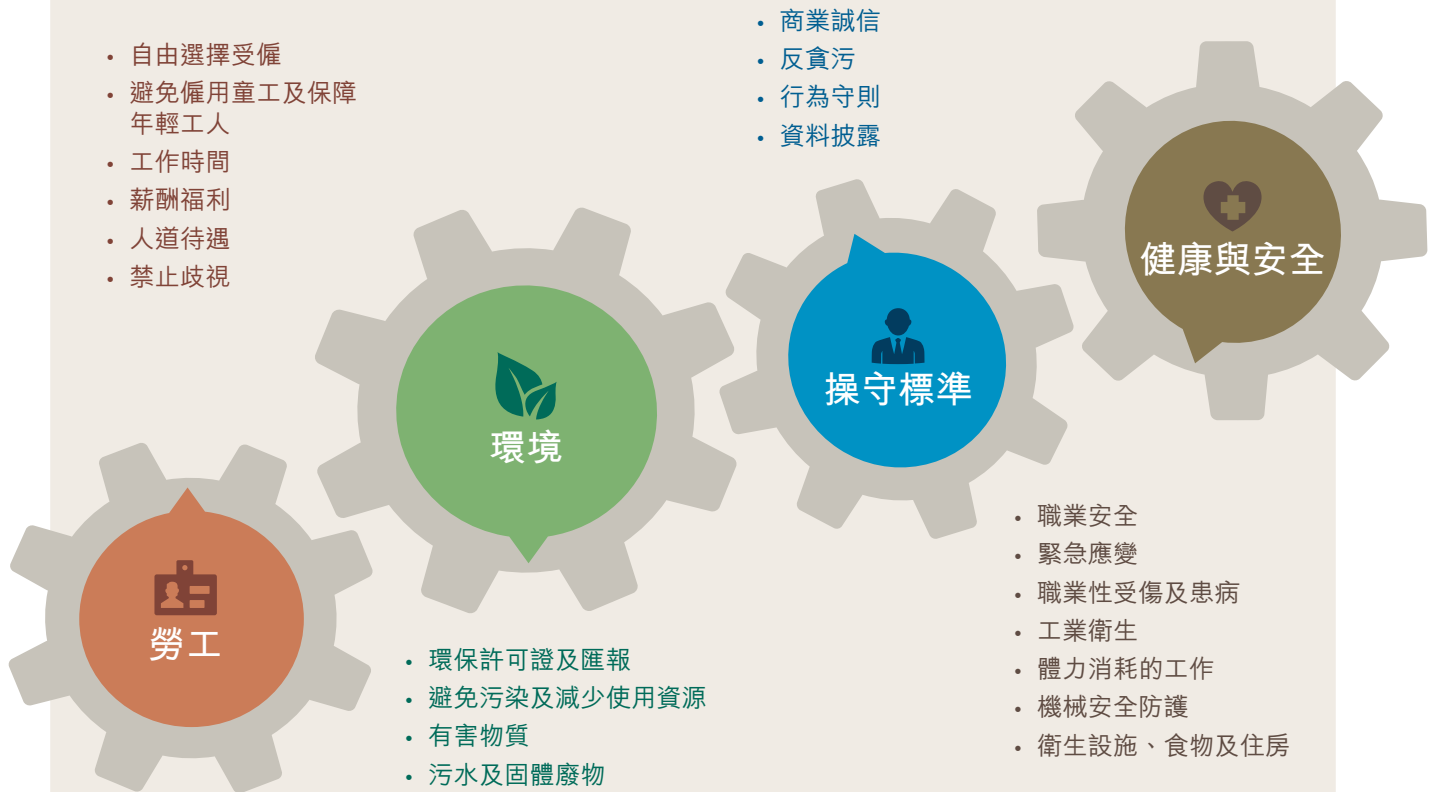 • 自由選擇受僱
• 避免僱用童工及保障
年輕工人
• 工作時間
• 薪酬福利
• 人道待遇
• 禁止歧視
勞工
環境
• 環保許可證及匯報
• 避免污染及減少使用資源
• 有害物質
• 污水及固體廢物
• 商業誠信
• 反貪污
• 行為守則
• 資料披露
操守標準
健康與安全
• 職業安全
• 緊急應變
• 職業性受傷及患病
• 工業衛生
• 體力消耗的工作
• 機械安全防護
• 衛生設施、食物及住房